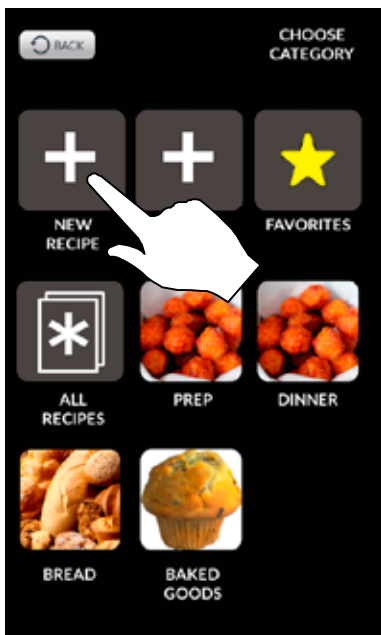 BACK
CHOOSE
CATEGORY
NEW
RECIPE
FAVORITES
ALL
RECIPES
PREP
DINNER
BREAD
BAKED
GOODS